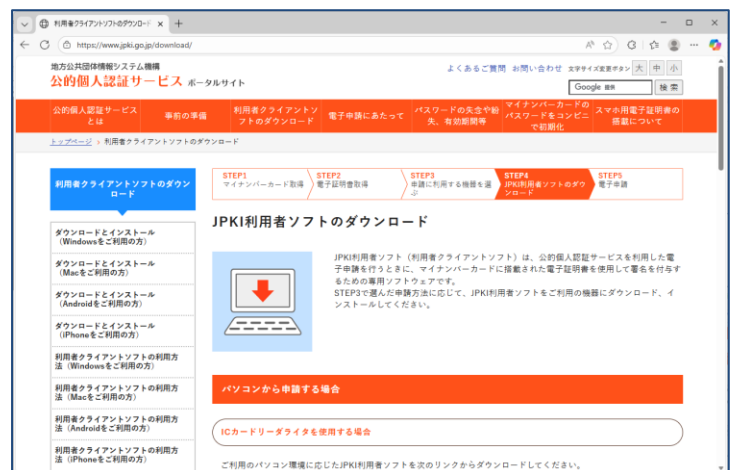 利用者クライアントソフトのダウンロード
https://www.jpki.go.jp/download/
地方公共団体情報システム機構
公的個人認証サービス ポータルサイト
よくあるご質問 お問い合わせ 文字サイズ変更ボタン 大 中 小
Google 検索
公的個人認証サービスとは
事前の準備
利用者クライアントソフトのダウンロード
電子申請にあたって
パスワードの失念や紛失、有効期間等
マイナンバーカードのパスワードをコンビニで初期化
スマホ用電子証明書の搭載について
トップページ > 利用者クライアントソフトのダウンロード
利用者クライアントソフトのダウンロード
ダウンロードとインストール
(Windowsをご利用の方)
ダウンロードとインストール
(Macをご利用の方)
ダウンロードとインストール
(Androidをご利用の方)
ダウンロードとインストール
(iPhoneをご利用の方)
利用者クライアントソフトの利用方
法(Windowsをご利用の方)
利用者クライアントソフトの利用方
法(Macをご利用の方)
利用者クライアントソフトの利用方
法(Androidをご利用の方)
利用者クライアントソフトの利用方
法(iPhoneをご利用の方)
STEP1
マイナンバーカード取得
STEP2
電子証明書取得
STEP3
申請に利用する機器を選
ぶ
STEP4
JPKI利用者ソフトのダウ
ンロード
STEP5
電子申請
JPKI利用者ソフトのダウンロード
JPKI利用者ソフト(利用者クライアントソフト)は、公的個人認証サービスを利用した電
子申請を行うときに、マイナンバーカードに搭載された電子証明書を使用して署名を付与す
るための専用ソフトウェアです。
STEP3で選んだ申請方法に応じて、JPKI利用者ソフトをご利用の機器にダウンロード、イ
ンストールしてください。
パソコンから申請する場合
ICカードリーダライタを使用する場合
ご利用のパソコン環境に応じたJPKI利用者ソフトを次のリンクからダウンロードしてください。